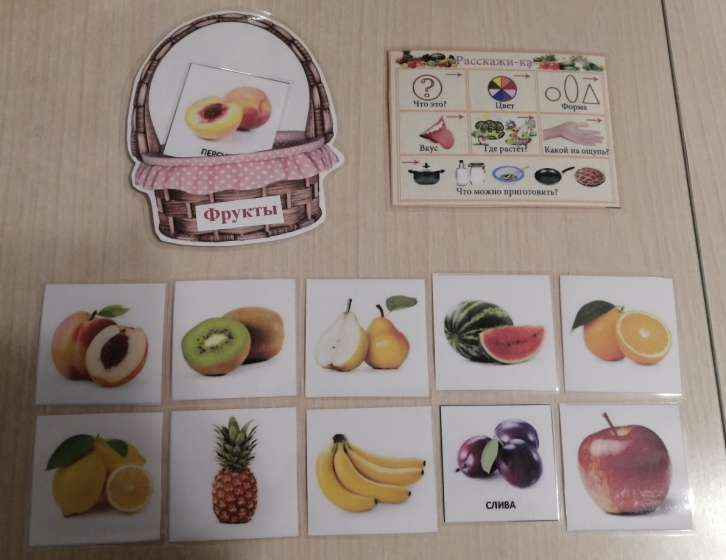 Расскажи-ка
Что это?
Цвет
Форма
Вкус
Где растёт?
Какой на ощупь?
Что можно приготовить?
Фрукты
СЛИВА